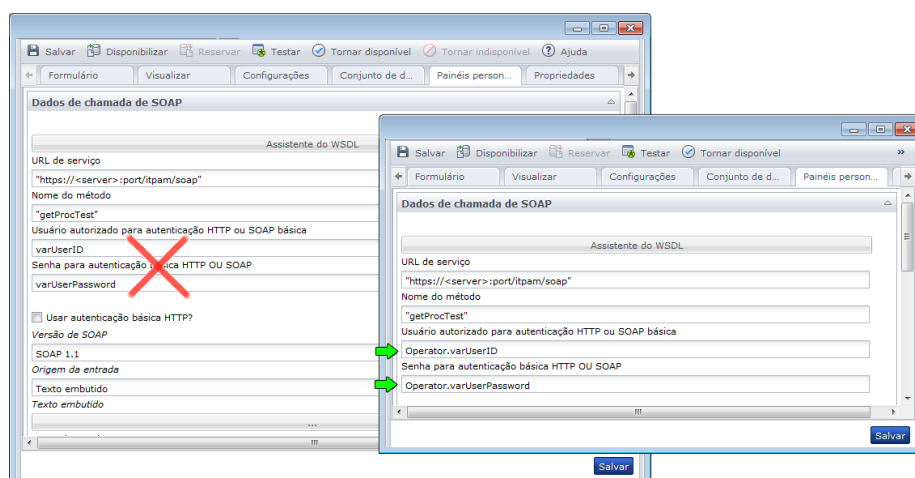 Salvar Disponibilizar Reservar Testar Tornar disponível Tornar indisponível Ajuda
Formulário Visualizar Configurações Conjunto de d... Painéis person... Propriedades
Dados de chamada de SOAP
Assistente do WSDL
URL de serviço
"https://<server>:port/itpam/soap"
Nome do método
"getProcTest"
Usuário autorizado para autenticação HTTP ou SOAP básica
varUserID
Senha para autenticação básica HTTP OU SOAP
varUserPassword
Usar autenticação básica HTTP?
Versão de SOAP
SOAP 1.1
Origem da entrada
Texto embutido
Texto embutido
...
Salvar
Salvar Disponibilizar Reservar Testar Tornar disponível »
Formulário Visualizar Configurações Conjunto de d... Painéis person...
Dados de chamada de SOAP
Assistente do WSDL
URL de serviço
"https://<server>:port/itpam/soap"
Nome do método
"getProcTest"
Usuário autorizado para autenticação HTTP ou SOAP básica
Operator.varUserID
Senha para autenticação básica HTTP OU SOAP
Operator.varUserPassword
Salvar